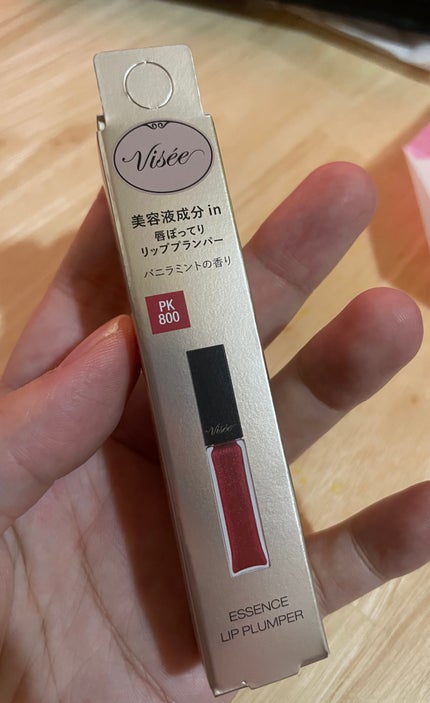 Visée
美容液成分 in
唇ぽってり
リッププランパー
バニラミントの香り
PK
800
Visée
ESSENCE
LIP PLUMPER